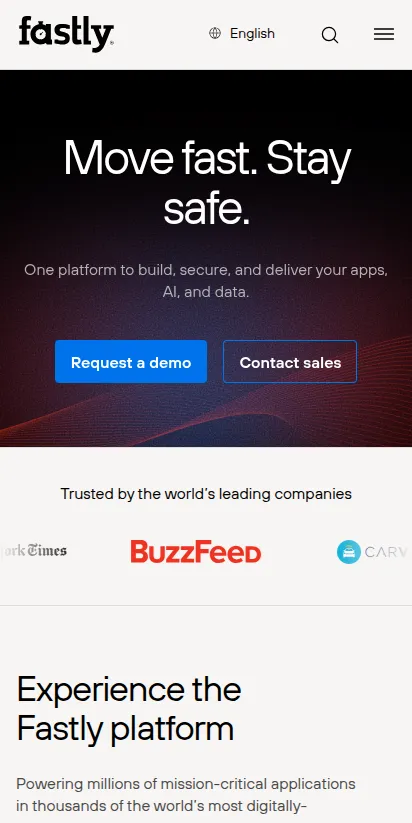 fastly
English
Move fast. Stay
safe.
One platform to build, secure, and deliver your apps,
AI, and data.
Request a demo
Contact sales
Trusted by the world’s leading companies
Times
BuzzFeed
Experience the
Fastly platform
Powering millions of mission-critical applications
in thousands of the world’s most digitally-